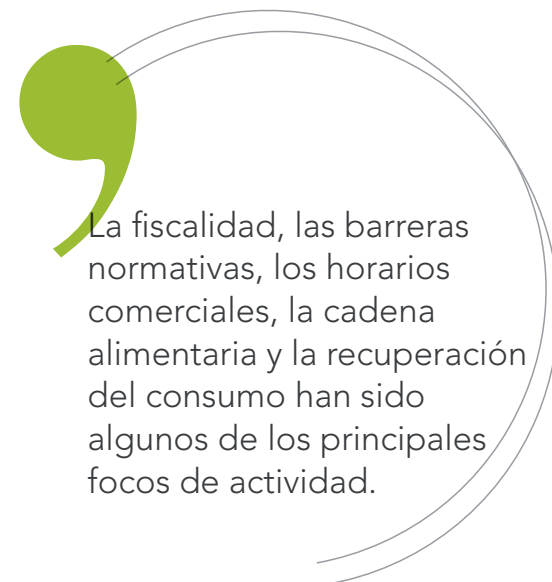 La fiscalidad, las barreras
normativas, los horarios
comerciales, la cadena
alimentaria y la recuperación
del consumo han sido
algunos de los principales
focos de actividad.